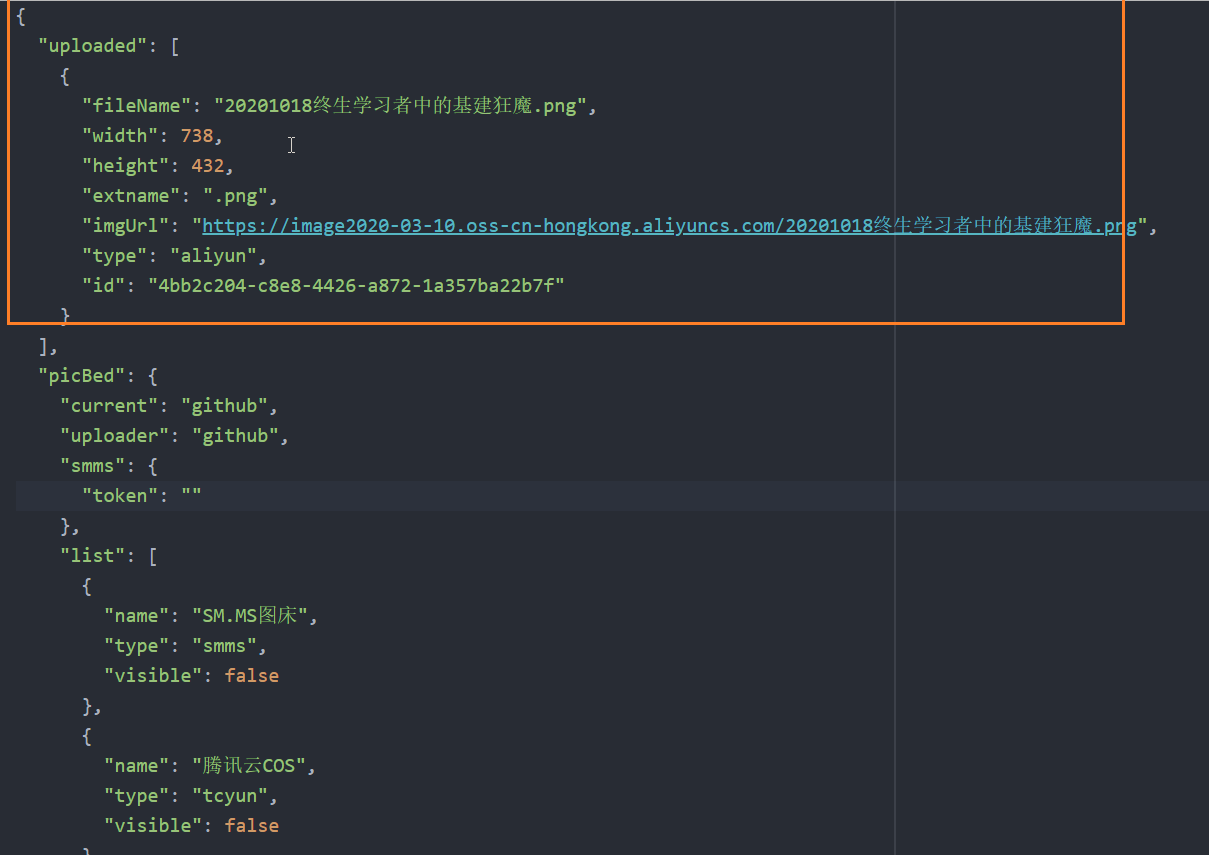 {
  "uploaded": [
    {
      "fileName": "20201018终生学习者中的基建狂魔.png",
      "width": 738,
      "height": 432,
      "extname": ".png",
      "imgUrl": "https://image2020-03-10.oss-cn-hongkong.aliyuncs.com/20201018终生学习者中的基建狂魔.png",
      "type": "aliyun",
      "id": "4bb2c204-c8e8-4426-a872-1a357ba22b7f"
    }
  ],
  "picBed": {
    "current": "github",
    "uploader": "github",
    "smms": {
      "token": ""
    },
    "list": [
      {
        "name": "SM.MS图床",
        "type": "smms",
        "visible": false
      },
      {
        "name": "腾讯云COS",
        "type": "tcyun",
        "visible": false
      }